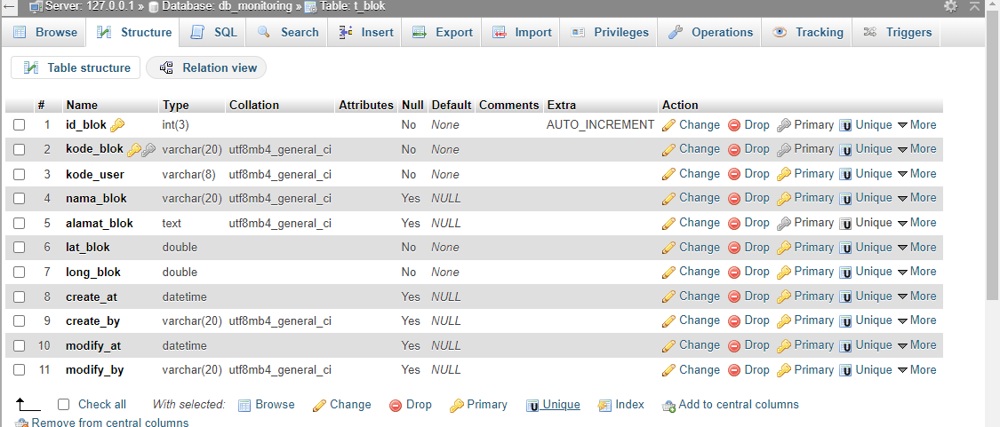 Server: 127.0.0.1 » Database: db_monitoring » Table: t_blok
Browse Structure SQL Search Insert Export Import Privileges Operations Tracking Triggers
Table structure Relation view
# Name Type Collation Attributes Null Default Comments Extra Action
1 id_blok int(3) No None AUTO_INCREMENT Change Drop Primary Unique More
2 kode_blok varchar(20) utf8mb4_general_ci No None Change Drop Primary Unique More
3 kode_user varchar(8) utf8mb4_general_ci No None Change Drop Primary Unique More
4 nama_blok varchar(20) utf8mb4_general_ci Yes NULL Change Drop Primary Unique More
5 alamat_blok text utf8mb4_general_ci Yes NULL Change Drop Primary Unique More
6 lat_blok double No None Change Drop Primary Unique More
7 long_blok double No None Change Drop Primary Unique More
8 create_at datetime Yes NULL Change Drop Primary Unique More
9 create_by varchar(20) utf8mb4_general_ci Yes NULL Change Drop Primary Unique More
10 modify_at datetime Yes NULL Change Drop Primary Unique More
11 modify_by varchar(20) utf8mb4_general_ci Yes NULL Change Drop Primary Unique More
Check all With selected: Browse Change Drop Primary Unique Index Add to central columns
Remove from central columns